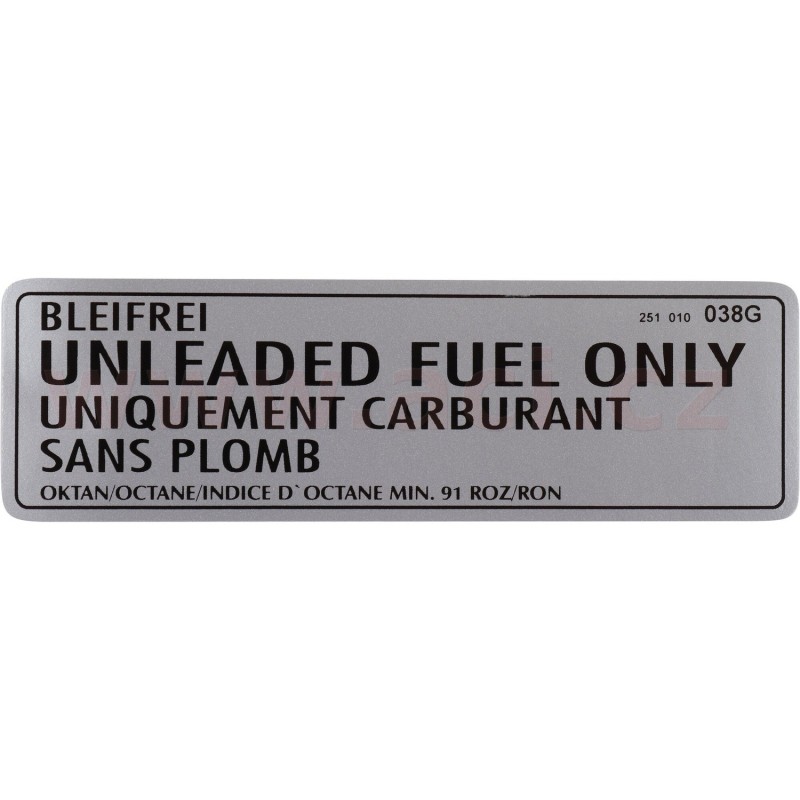 BLEIFREI
251 010 038G
UNLEADED FUEL ONLY
UNIQUEMENT CARBURANT
SANS PLOMB
OKTAN/OCTANE/INDICE D`OCTANE MIN. 91 ROZ/RON